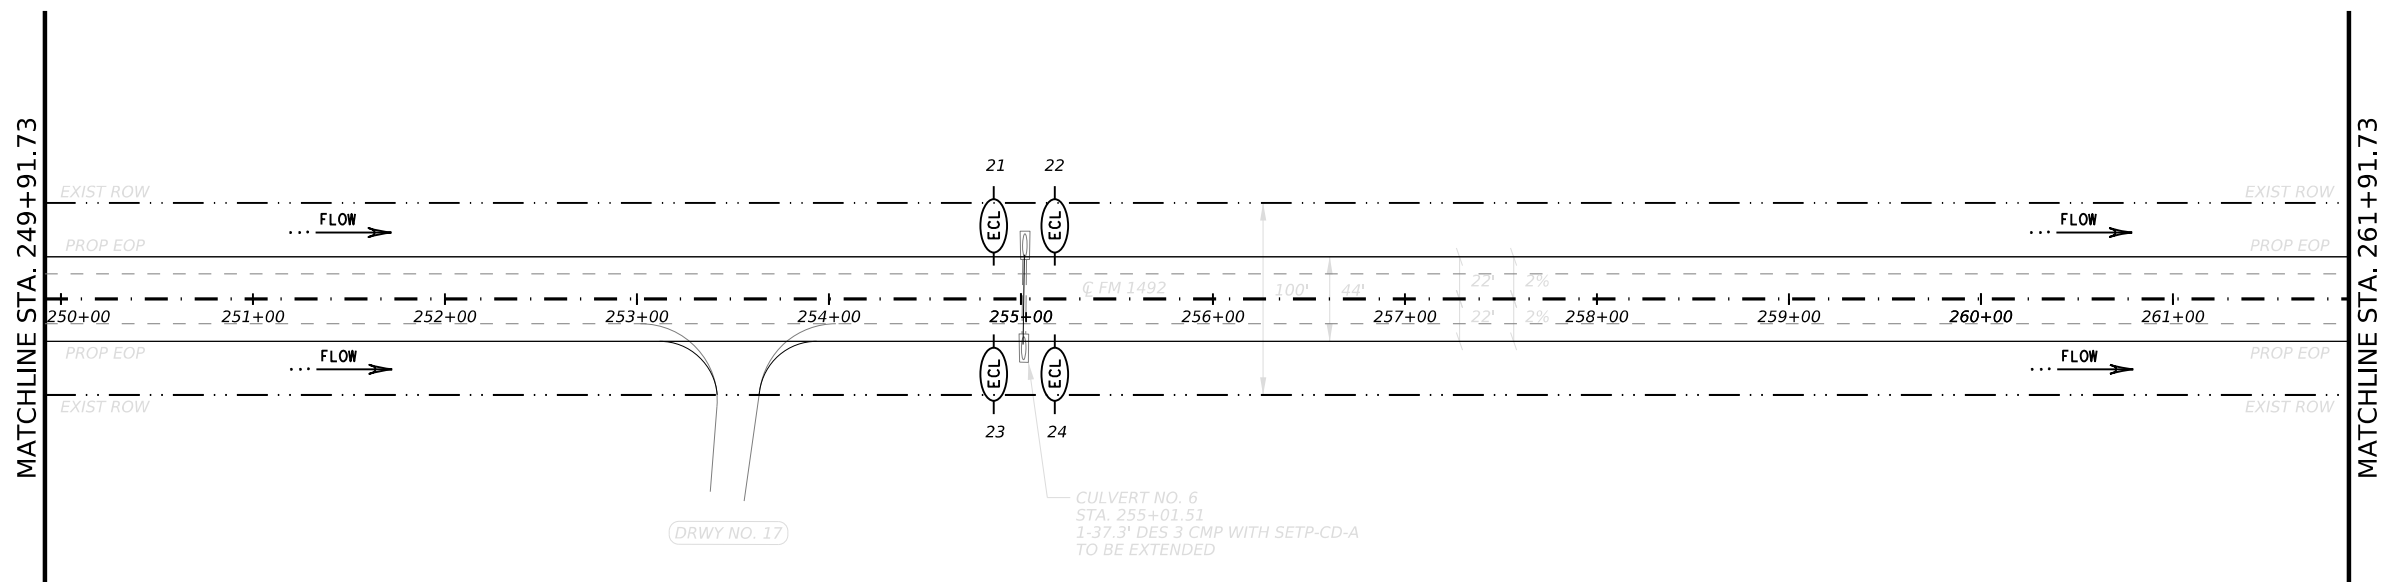 MATCHLINE STA. 249+91.73
MATCHLINE STA. 261+91.73
21 22
EXIST ROW EXIST ROW
FLOW ECL ECL FLOW
PROP EOP PROP EOP
℄ FM 1492 100' 44' 22' 2%
250+00 251+00 252+00 253+00 254+00 255+00 256+00 257+00 22' 2% 258+00 259+00 260+00 261+00
PROP EOP PROP EOP
FLOW ECL ECL FLOW
EXIST ROW EXIST ROW
23 24
CULVERT NO. 6
STA. 255+01.51
1-37.3' DES 3 CMP WITH SETP-CD-A
TO BE EXTENDED
DRWY NO. 17